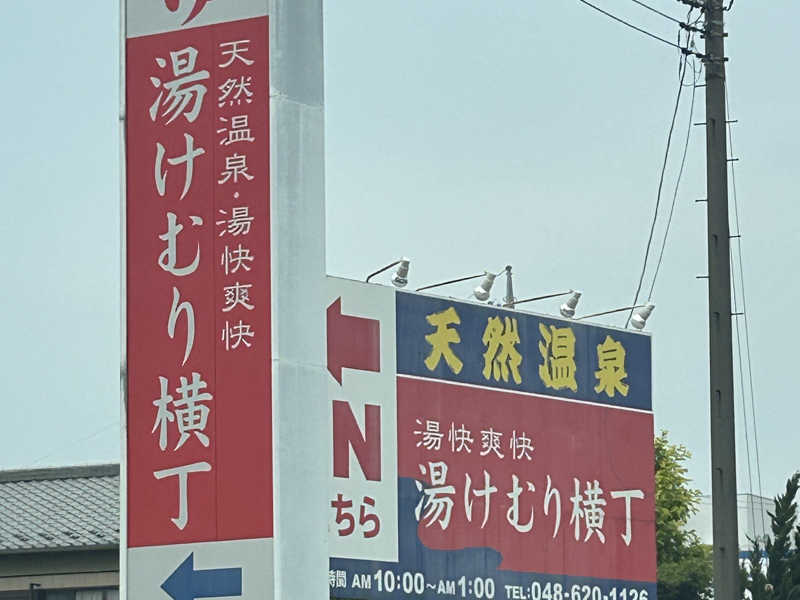 り
天然温泉・湯快爽快
湯けむり横丁
天然温泉
湯快爽快
湯けむり横丁
N
ちら
時間 AM10:00～AM1:00 TEL:048-620-1126